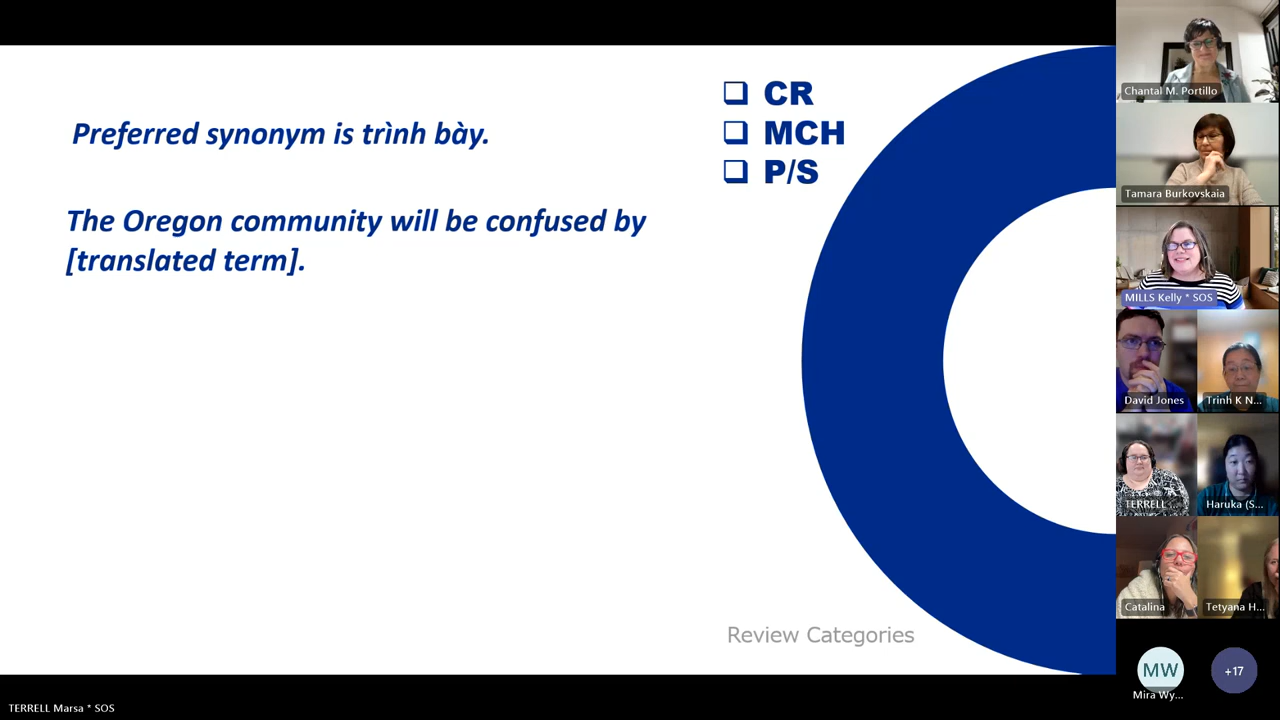 Preferred synonym is trình bày.
The Oregon community will be confused by
[translated term].
❑ CR
❑ MCH
❑ P/S
Review Categories
Chantal M. Portillo
Tamara Burkovskaia
MILLS Kelly * SOS
David Jones
Trinh K N...
TERRELL ...
Haruka (S...
Catalina
Tetyana H...
MW
Mira Wy...
+17
TERRELL Marsa * SOS